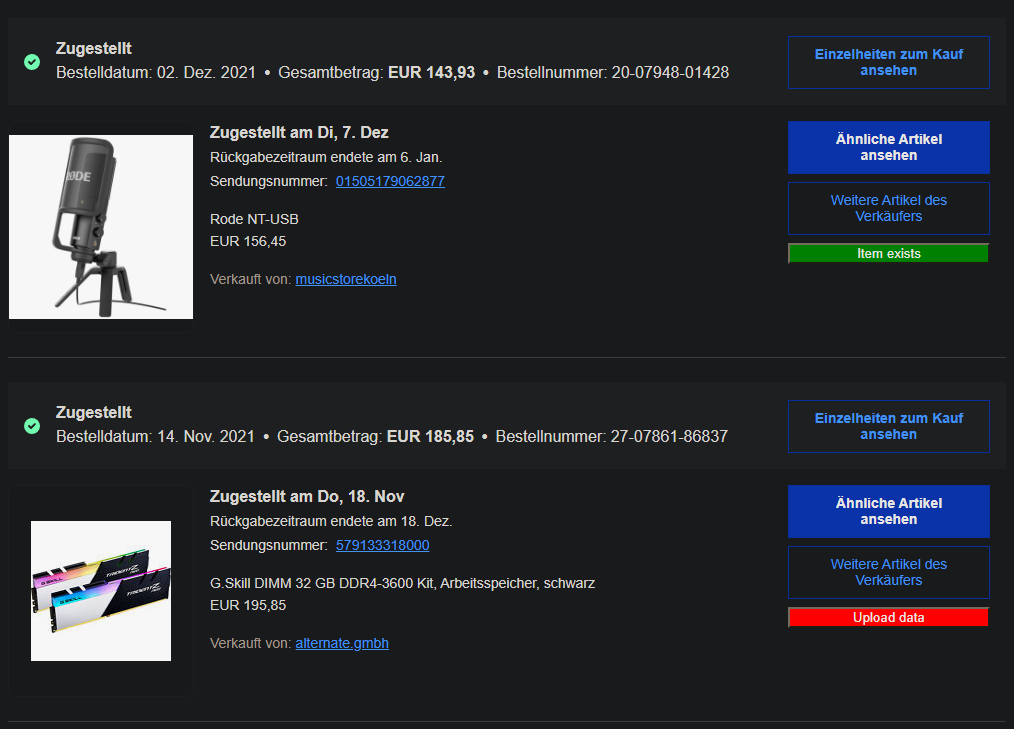 Zugestellt
Bestelldatum: 02. Dez. 2021 • Gesamtbetrag: EUR 143,93 • Bestellnummer: 20-07948-01428
Einzelheiten zum Kauf
ansehen
RØDE
Zugestellt am Di, 7. Dez
Rückgabezeitraum endete am 6. Jan.
Sendungsnummer: 01505179062877
Rode NT-USB
EUR 156,45
Verkauft von: musicstorekoeln
Ähnliche Artikel
ansehen
Weitere Artikel des
Verkäufers
Item exists
Zugestellt
Bestelldatum: 14. Nov. 2021 • Gesamtbetrag: EUR 185,85 • Bestellnummer: 27-07861-86837
Einzelheiten zum Kauf
ansehen
G.SKILL
TRIDENT Z
G.SKILL
TRIDENT Z
Zugestellt am Do, 18. Nov
Rückgabezeitraum endete am 18. Dez.
Sendungsnummer: 579133318000
G.Skill DIMM 32 GB DDR4-3600 Kit, Arbeitsspeicher, schwarz
EUR 195,85
Verkauft von: alternate.gmbh
Ähnliche Artikel
ansehen
Weitere Artikel des
Verkäufers
Upload data